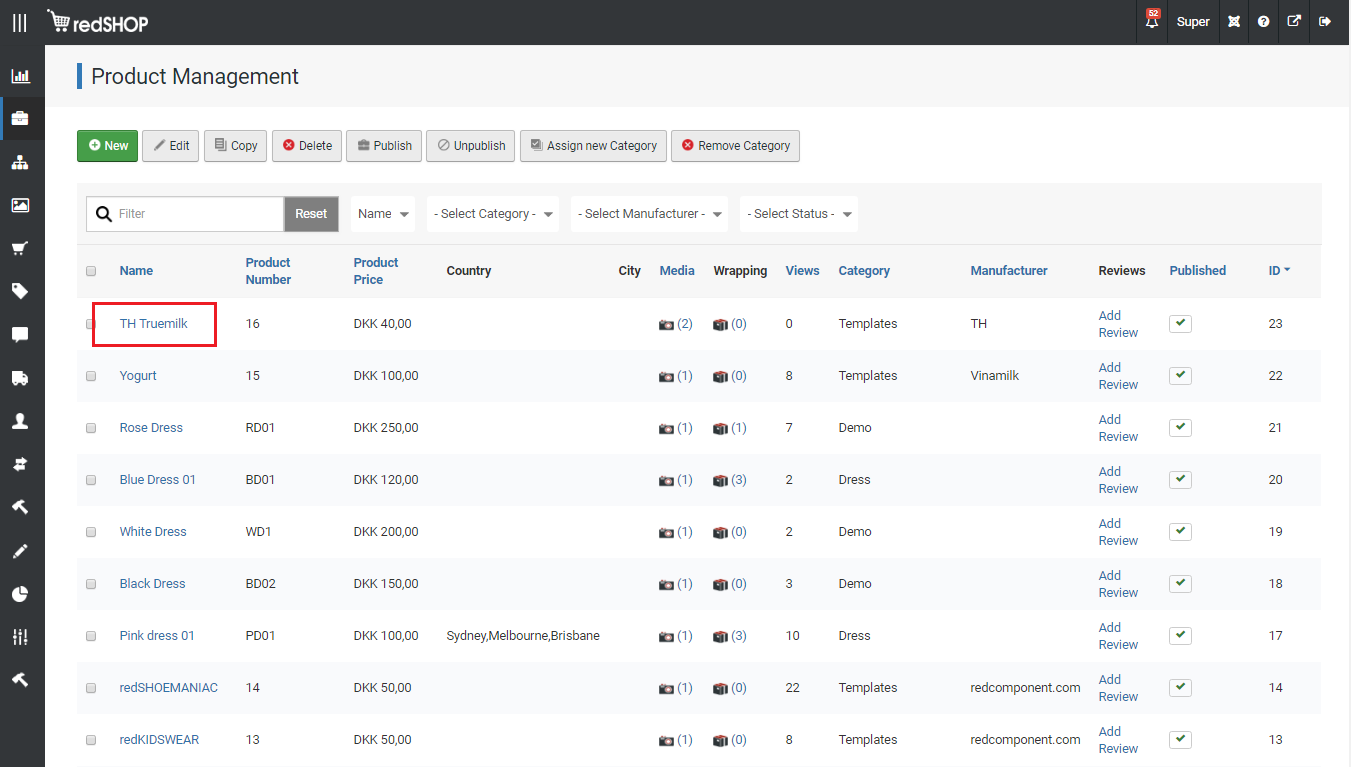 redSHOP
52
Super
Product Management
New Edit Copy Delete Publish Unpublish Assign new Category Remove Category
Filter Reset Name - Select Category - - Select Manufacturer - - Select Status -
Name Product Number Product Price Country City Media Wrapping Views Category Manufacturer Reviews Published ID
TH Truemilk 16 DKK 40,00 (2) (0) 0 Templates TH Add Review 23
Yogurt 15 DKK 100,00 (1) (0) 8 Templates Vinamilk Add Review 22
Rose Dress RD01 DKK 250,00 (1) (1) 7 Demo Add Review 21
Blue Dress 01 BD01 DKK 120,00 (1) (3) 2 Dress Add Review 20
White Dress WD1 DKK 200,00 (1) (0) 2 Demo Add Review 19
Black Dress BD02 DKK 150,00 (1) (0) 3 Demo Add Review 18
Pink dress 01 PD01 DKK 100,00 Sydney,Melbourne,Brisbane (1) (3) 10 Dress Add Review 17
redSHOEMANIAC 14 DKK 50,00 (1) (0) 22 Templates redcomponent.com Add Review 14
redKIDSWEAR 13 DKK 50,00 (1) (0) 8 Templates redcomponent.com Add Review 13